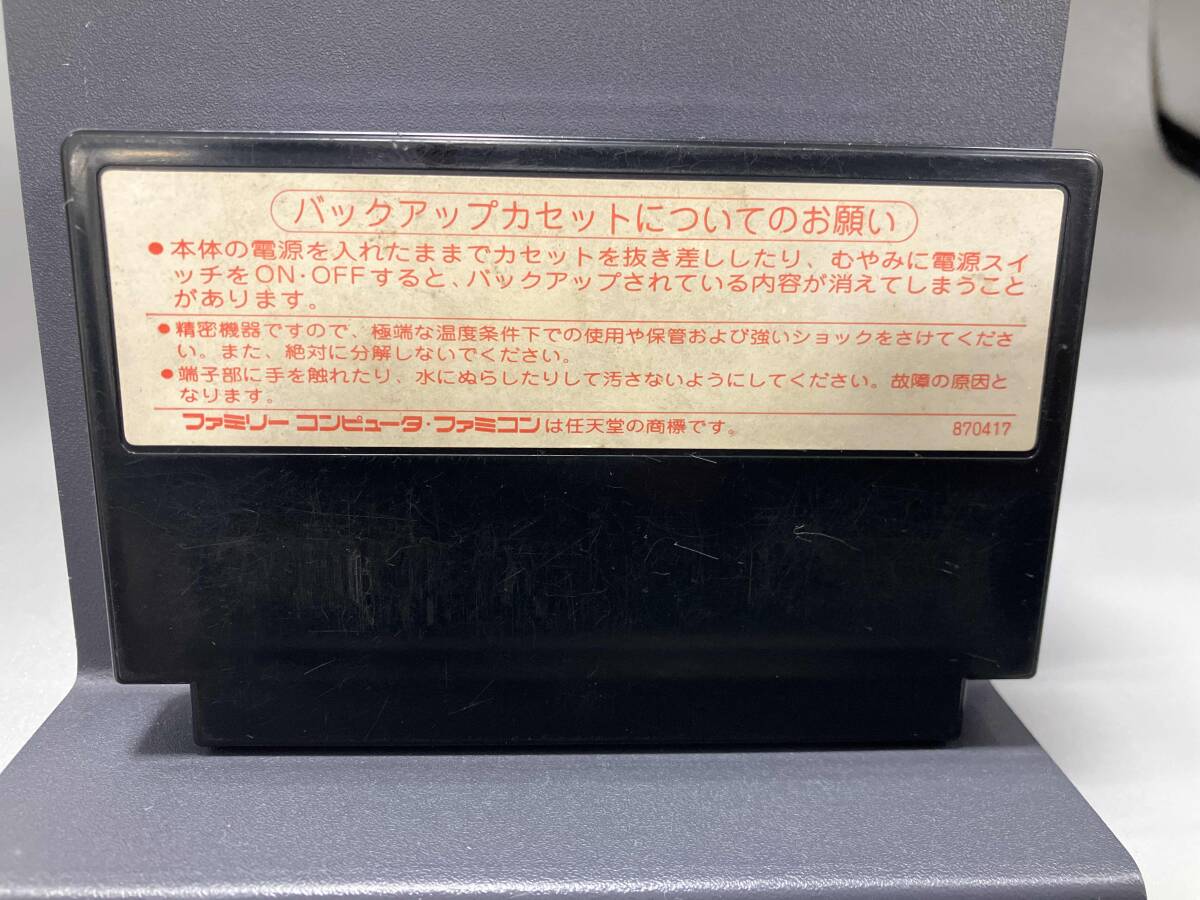 バックアップカセットについてのお願い
●本体の電源を入れたままでカセットを抜き差ししたり、むやみに電源スイ
ッチをON·OFFすると、バックアップされている内容が消えてしまうこと
があります。
●精密機器ですので、極端な温度条件下での使用や保管および強いショックをさけてくださ
い。また、絶対に分解しないでください。
●端子部に手を触れたり、水にぬらしたりして汚さないようにしてください。故障の原因と
なります。
ファミリー コンピュータ·ファミコンは任天堂の商標です。 870417